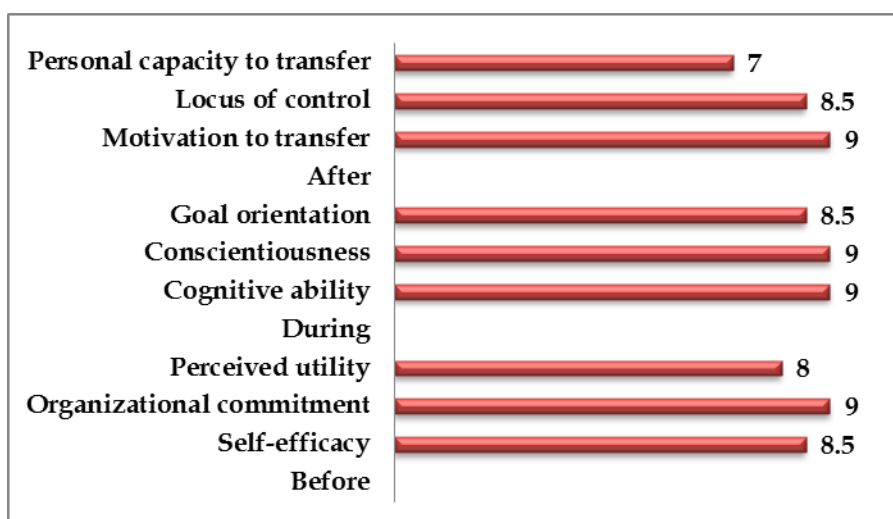 Personal capacity to transfer 7
Locus of control 8.5
Motivation to transfer 9
After
Goal orientation 8.5
Conscientiousness 9
Cognitive ability 9
During
Perceived utility 8
Organizational commitment 9
Self-efficacy 8.5
Before